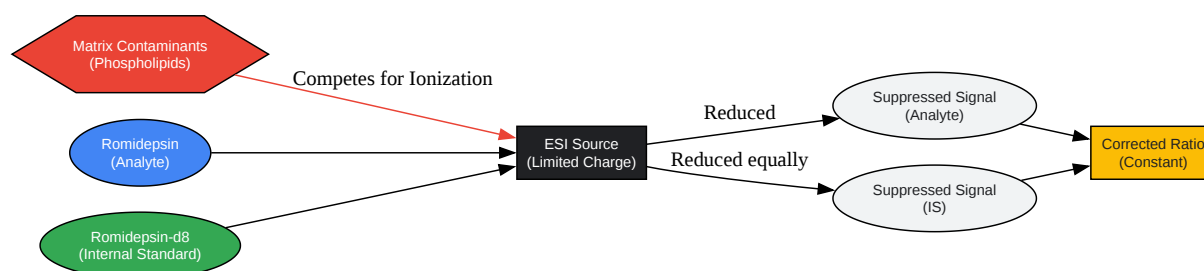 Matrix Contaminants
(Phospholipids)
Competes for Ionization
Romidepsin
(Analyte)
Romidepsin-d8
(Internal Standard)
ESI Source
(Limited Charge)
Reduced
Reduced equally
Suppressed Signal
(Analyte)
Suppressed Signal
(IS)
Corrected Ratio
(Constant)